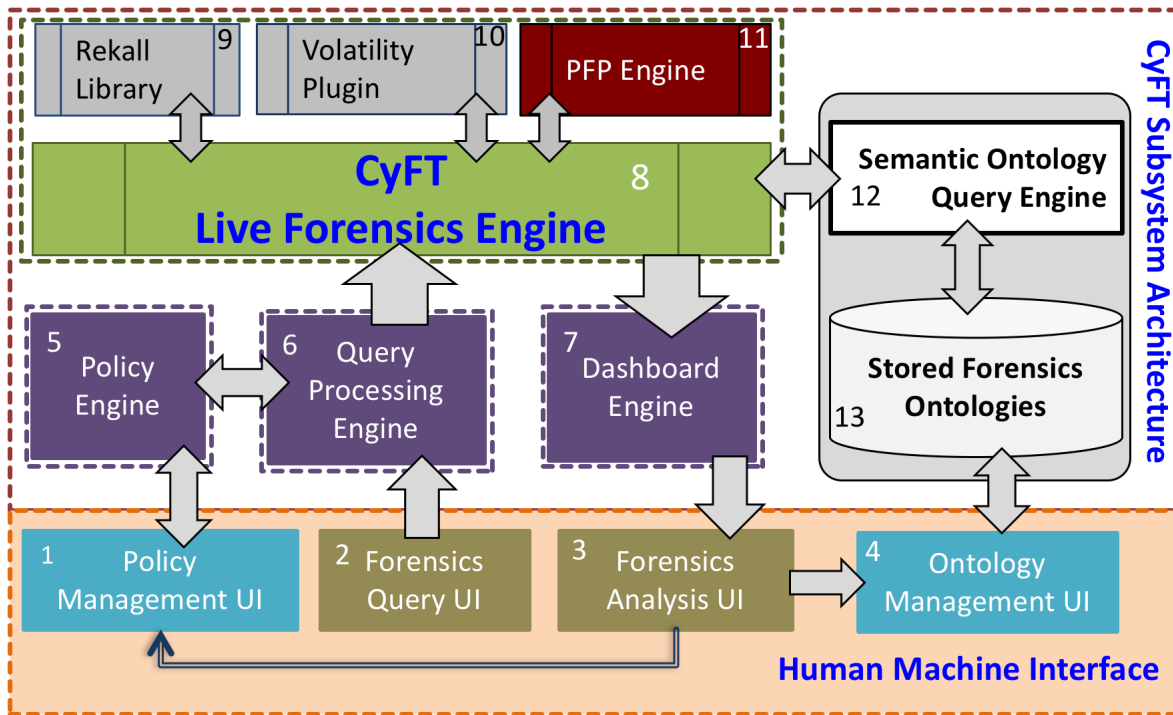 Rekall
Library
9
Volatility
Plugin
10
PFP Engine
11
CyFT
Live Forensics Engine
8
Semantic Ontology
Query Engine
12
Stored Forensics
Ontologies
13
CyFT Subsystem Architecture
5
Policy
Engine
6
Query
Processing
Engine
7
Dashboard
Engine
1
Policy
Management UI
2
Forensics
Query UI
3
Forensics
Analysis UI
4
Ontology
Management UI
Human Machine Interface